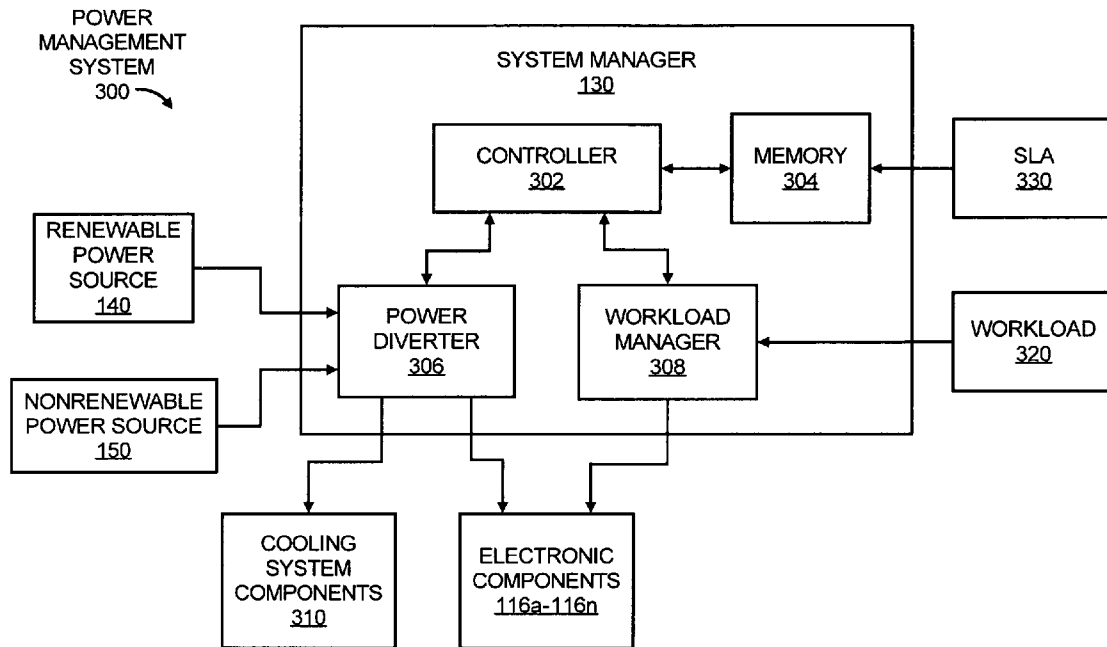 POWER
MANAGEMENT
SYSTEM
300
SYSTEM MANAGER
130
CONTROLLER
302
MEMORY
304
SLA
330
RENEWABLE
POWER
SOURCE
140
POWER
DIVERTER
306
WORKLOAD
MANAGER
308
WORKLOAD
320
NONRENEWABLE
POWER SOURCE
150
COOLING
SYSTEM
COMPONENTS
310
ELECTRONIC
COMPONENTS
116a-116n